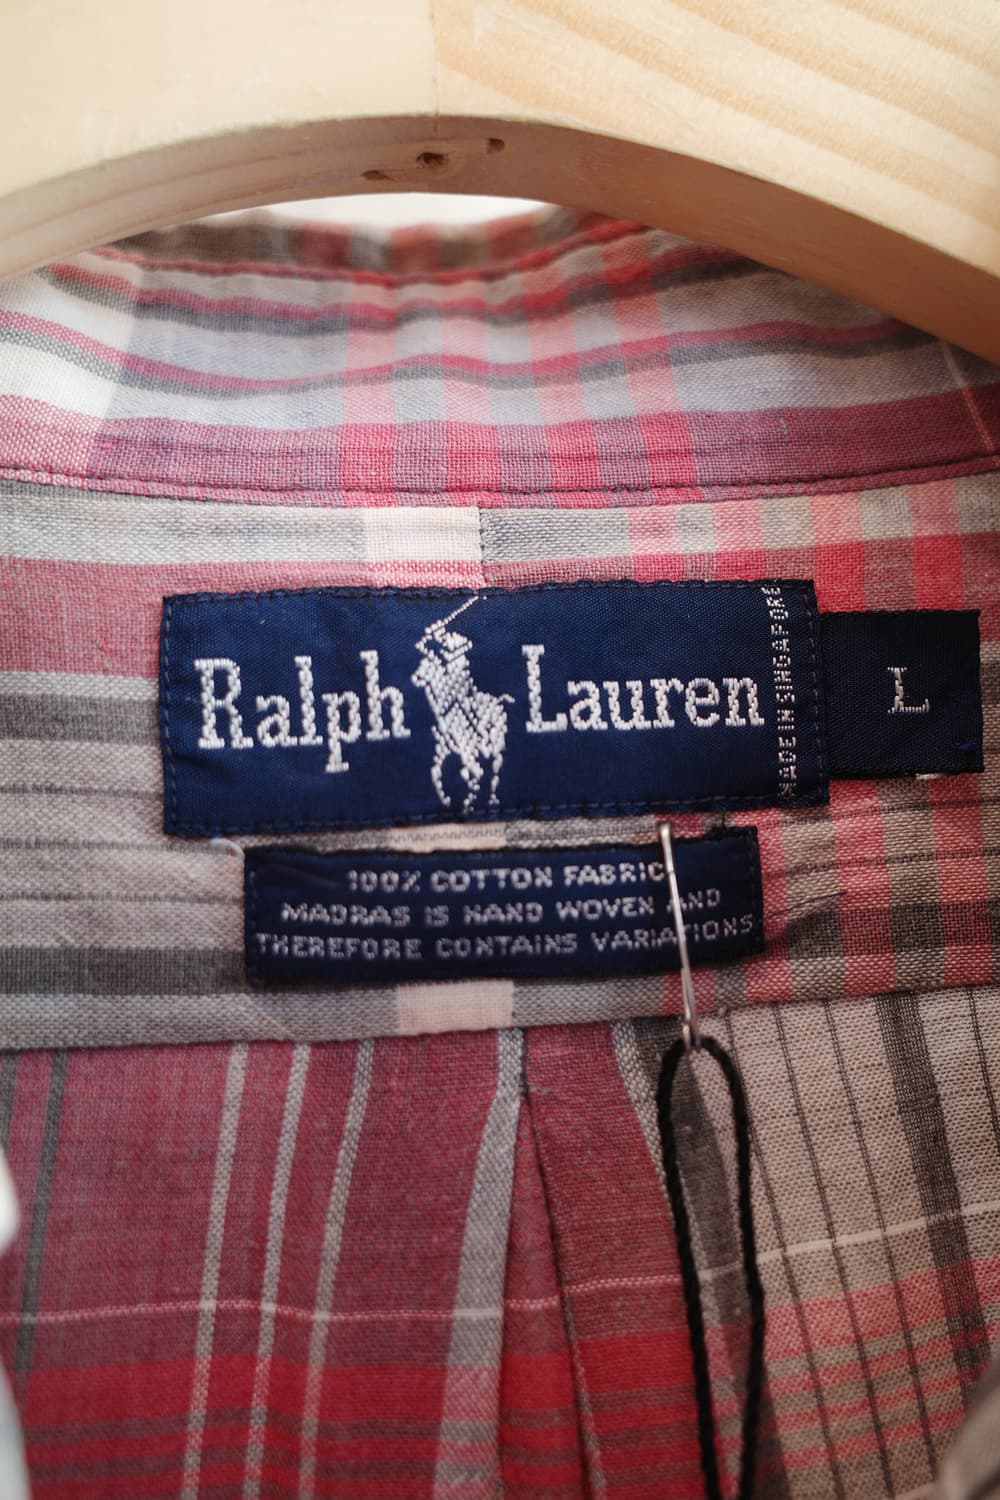 Ralph Lauren
MADE IN SINGAPORE
L
100% COTTON FABRIC
MADRAS IS HAND WOVEN AND
THEREFORE CONTAINS VARIATIONS